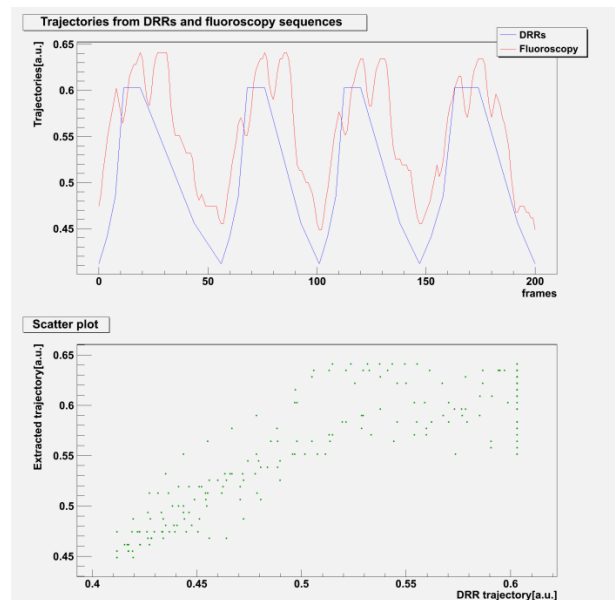 Trajectories from DRRs and fluoroscopy sequences
DRRs
Fluoroscopy
Trajectories[a.u.]
0.65
0.6
0.55
0.5
0.45
0
50
100
150
200
frames
Scatter plot
Extracted trajectory[a.u.]
0.65
0.6
0.55
0.5
0.45
0.4
0.45
0.5
0.55
0.6
DRR trajectory[a.u.]